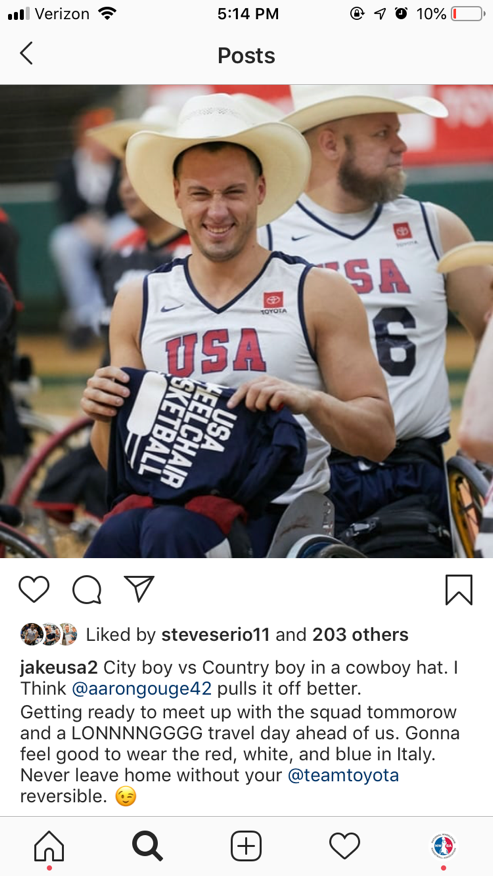 Verizon 5:14 PM 10%
Posts
TOYOTA
USA
USA
6
USA
WHEELCHAIR
BASKETBALL
Liked by steveserio11 and 203 others
jakeusa2 City boy vs Country boy in a cowboy hat. I
Think @aarongouge42 pulls it off better.
Getting ready to meet up with the squad tommorow
and a LONNNNGGGG travel day ahead of us. Gonna
feel good to wear the red, white, and blue in Italy.
Never leave home without your @teamtoyota
reversible. 😉